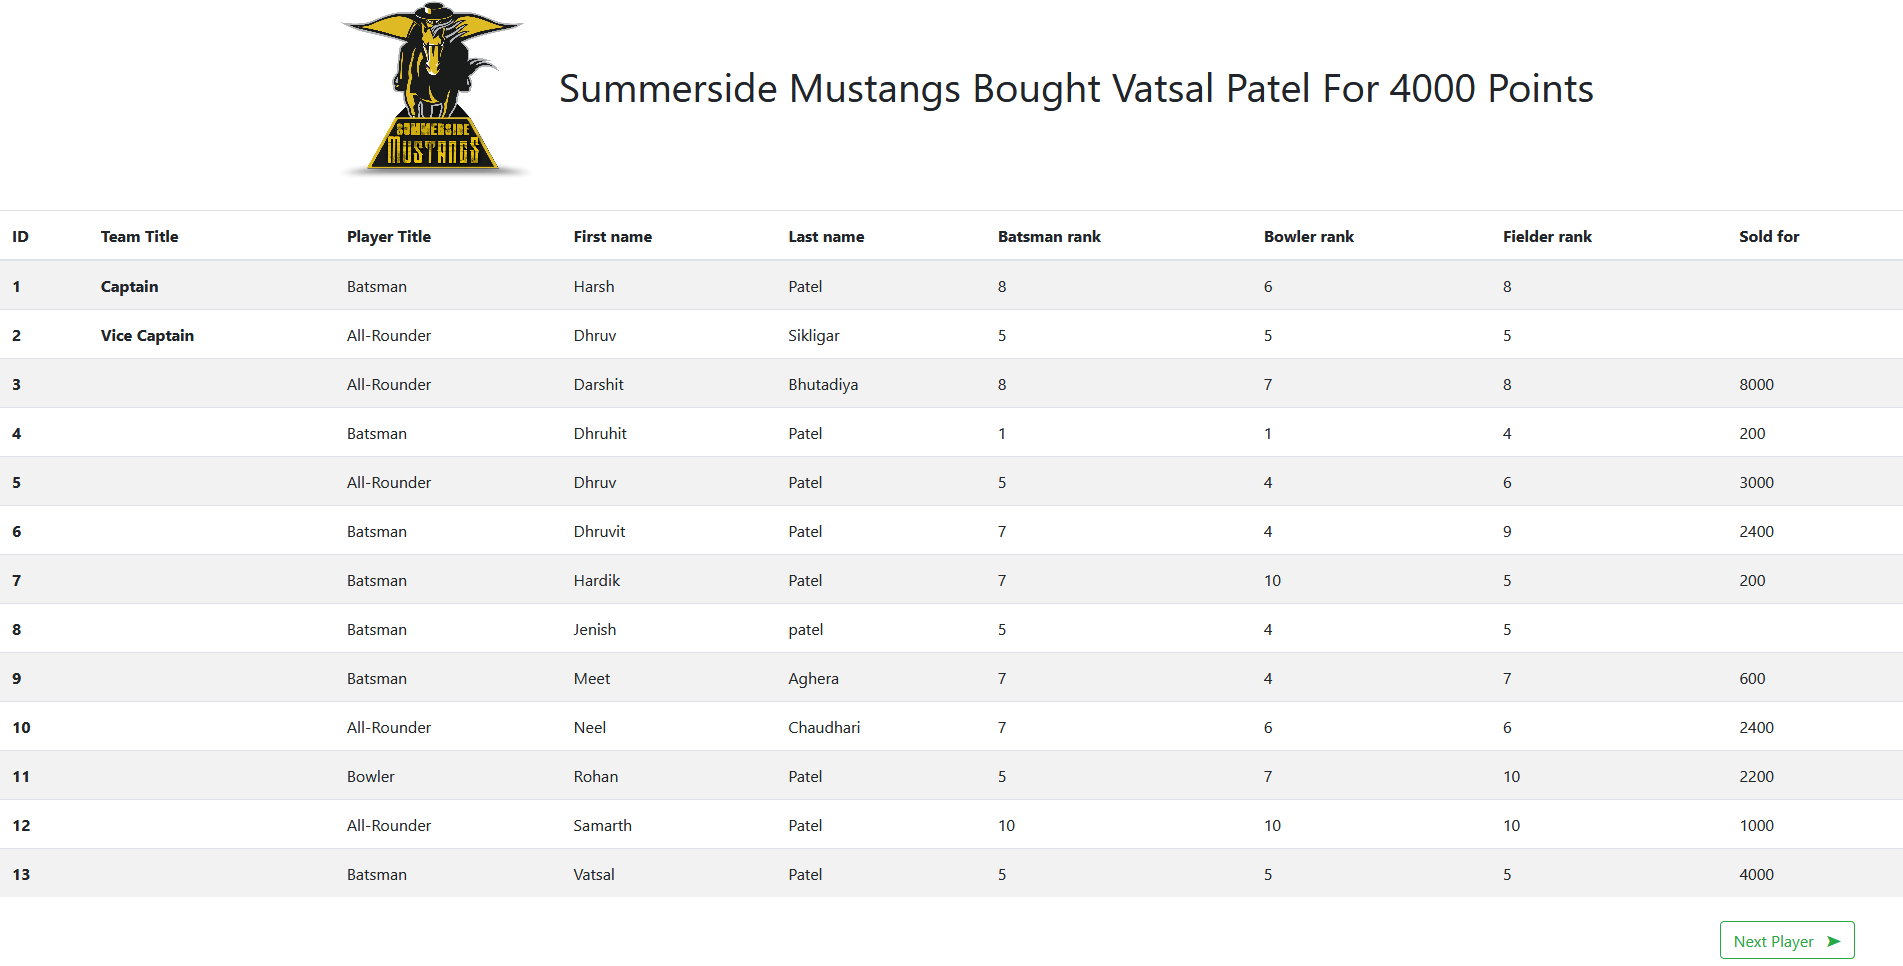 SUMMERSIDE
MUSTANGS
Summerside Mustangs Bought Vatsal Patel For 4000 Points
ID Team Title Player Title First name Last name Batsman rank Bowler rank Fielder rank Sold for
1 Captain Batsman Harsh Patel 8 6 8
2 Vice Captain All-Rounder Dhruv Sikligar 5 5 5
3 All-Rounder Darshit Bhutadiya 8 7 8 8000
4 Batsman Dhruhit Patel 1 1 4 200
5 All-Rounder Dhruv Patel 5 4 6 3000
6 Batsman Dhruvit Patel 7 4 9 2400
7 Batsman Hardik Patel 7 10 5 200
8 Batsman Jenish patel 5 4 5
9 Batsman Meet Aghera 7 4 7 600
10 All-Rounder Neel Chaudhari 7 6 6 2400
11 Bowler Rohan Patel 5 7 10 2200
12 All-Rounder Samarth Patel 10 10 10 1000
13 Batsman Vatsal Patel 5 5 5 4000
Next Player